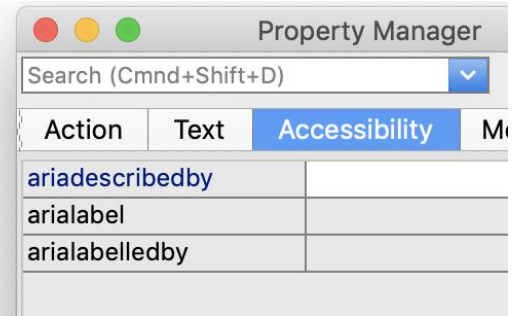 Property Manager
Search (Cmnd+Shift+D)
Action Text Accessibility
ariadescribedby
arialabel
arialabelledby